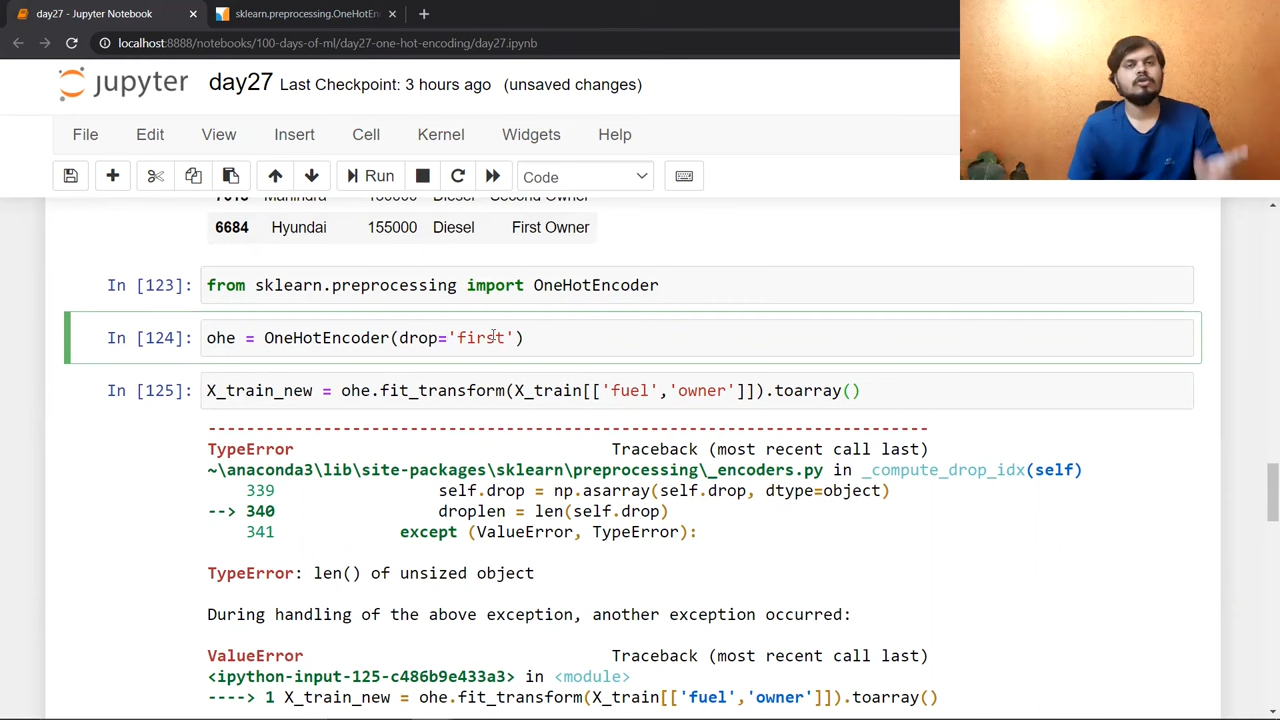 day27 - Jupyter Notebook
sklearn.preprocessing.OneHotEn
localhost:8888/notebooks/100-days-of-ml/day27-one-hot-encoding/day27.ipynb
jupyter day27 Last Checkpoint: 3 hours ago (unsaved changes)
File Edit View Insert Cell Kernel Widgets Help
Run Code
6684 Hyundai 155000 Diesel First Owner
In [123]: from sklearn.preprocessing import OneHotEncoder
In [124]: ohe = OneHotEncoder(drop='first')
In [125]: X_train_new = ohe.fit_transform(X_train[['fuel','owner']]).toarray()
---------------------------------------------------------------------------
TypeError Traceback (most recent call last)
~\anaconda3\lib\site-packages\sklearn\preprocessing\_encoders.py in _compute_drop_idx(self)
339 self.drop = np.asarray(self.drop, dtype=object)
--> 340 droplen = len(self.drop)
341 except (ValueError, TypeError):
TypeError: len() of unsized object
During handling of the above exception, another exception occurred:
ValueError Traceback (most recent call last)
<ipython-input-125-c486b9e433a3> in <module>
----> 1 X_train_new = ohe.fit_transform(X_train[['fuel','owner']]).toarray()